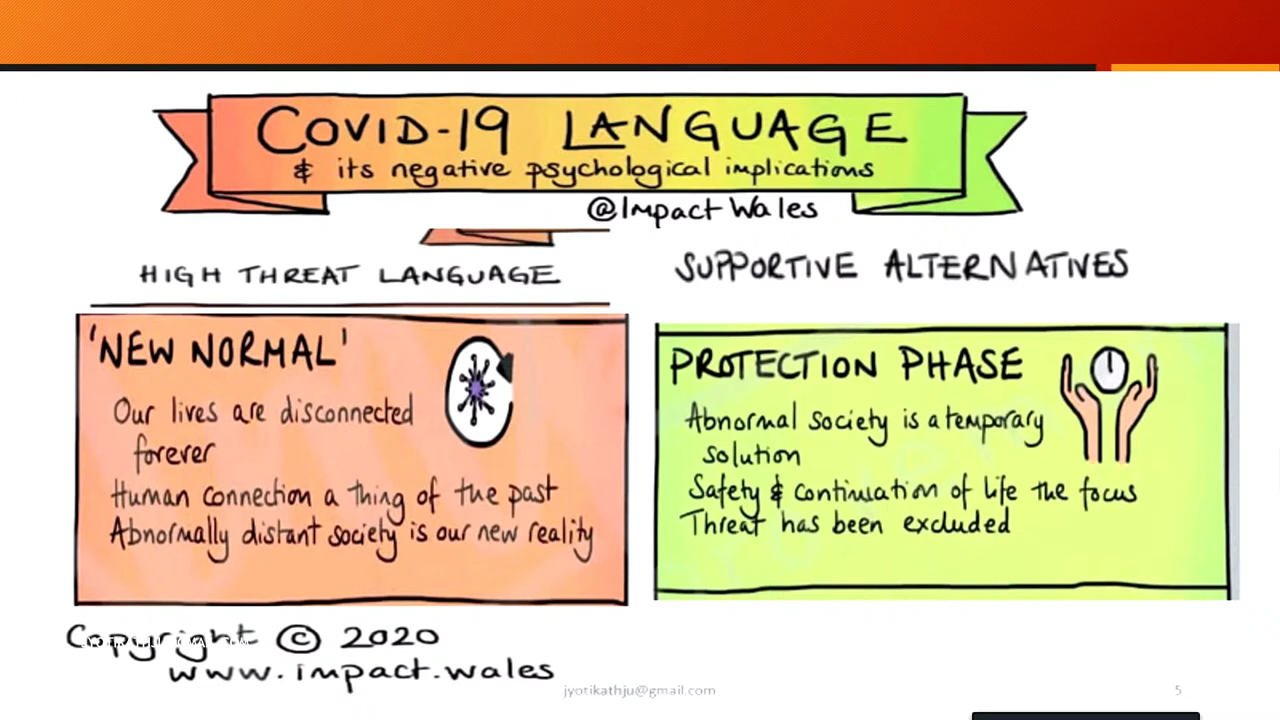 COVID-19 LANGUAGE
& its negative psychological implications
@Impact Wales
HIGH THREAT LANGUAGE
'NEW NORMAL'
Our lives are disconnected
forever
Human connection a thing of the past
Abnormally distant society is our new reality
SUPPORTIVE ALTERNATIVES
PROTECTION PHASE
Abnormal society is a temporary
solution
Safety & continuation of life the focus
Threat has been excluded
Copyright © 2020
www.impact.wales
jyotikathju@gmail.com
5